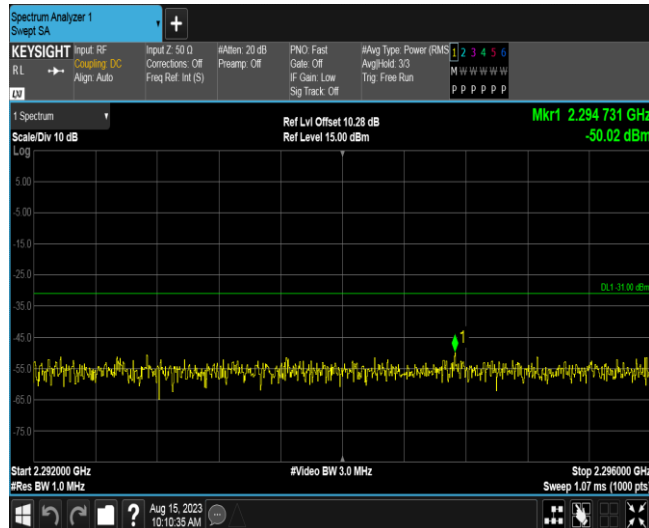 Spectrum Analyzer 1
Swept SA
+
KEYSIGHT
RL
LXI
Input: RF
Coupling: DC
Align: Auto
Input Z: 50 Ω
Corrections: Off
Freq Ref: Int (S)
#Atten: 20 dB
Preamp: Off
PNO: Fast
Gate: Off
IF Gain: Low
Sig Track: Off
#Avg Type: Power (RMS
Avg|Hold: 3/3
Trig: Free Run
1 2 3 4 5 6
M W W W W W
P P P P P P
1 Spectrum
Scale/Div 10 dB
Log
Ref Lvl Offset 10.28 dB
Ref Level 15.00 dBm
Mkr1 2.294 731 GHz
-50.02 dBm
5.00
-5.00
-15.0
-25.0
DL1 -31.00 dBm
-35.0
1
-45.0
-55.0
-65.0
-75.0
Start 2.292000 GHz
#Res BW 1.0 MHz
#Video BW 3.0 MHz
Stop 2.296000 GHz
Sweep 1.07 ms (1000 pts)
?
Aug 15, 2023
10:10:35 AM